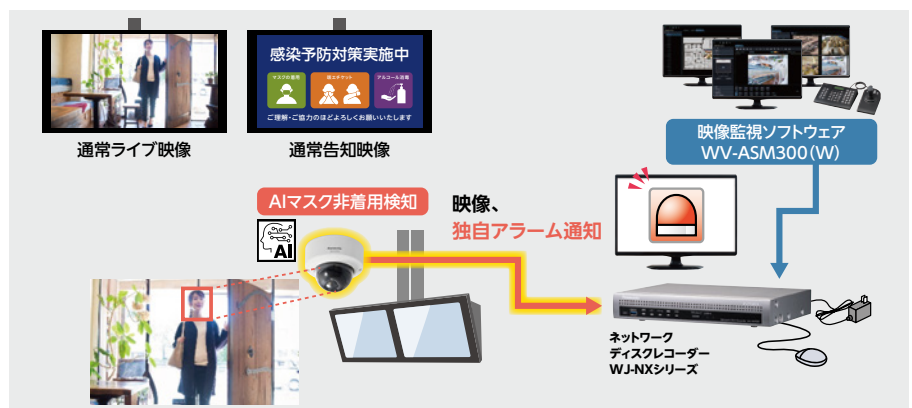 感染予防対策実施中
マスクの着用
咳エチケット
アルコール消毒
ご理解・ご協力のほどよろしくお願いいたします
通常ライブ映像
通常告知映像
映像監視ソフトウェア
WV-ASM300(W)
AIマスク非着用検知
映像、
独自アラーム通知
AI
ネットワーク
ディスクレコーダー
WJ-NXシリーズ